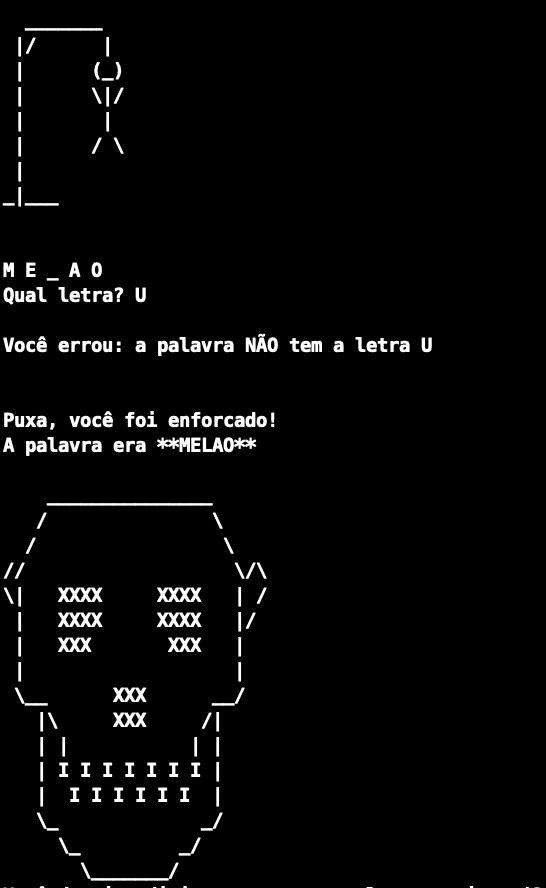 M E _ A O
Qual letra? U
Você errou: a palavra NÃO tem a letra U
Puxa, você foi enforcado!
A palavra era **MELAO**